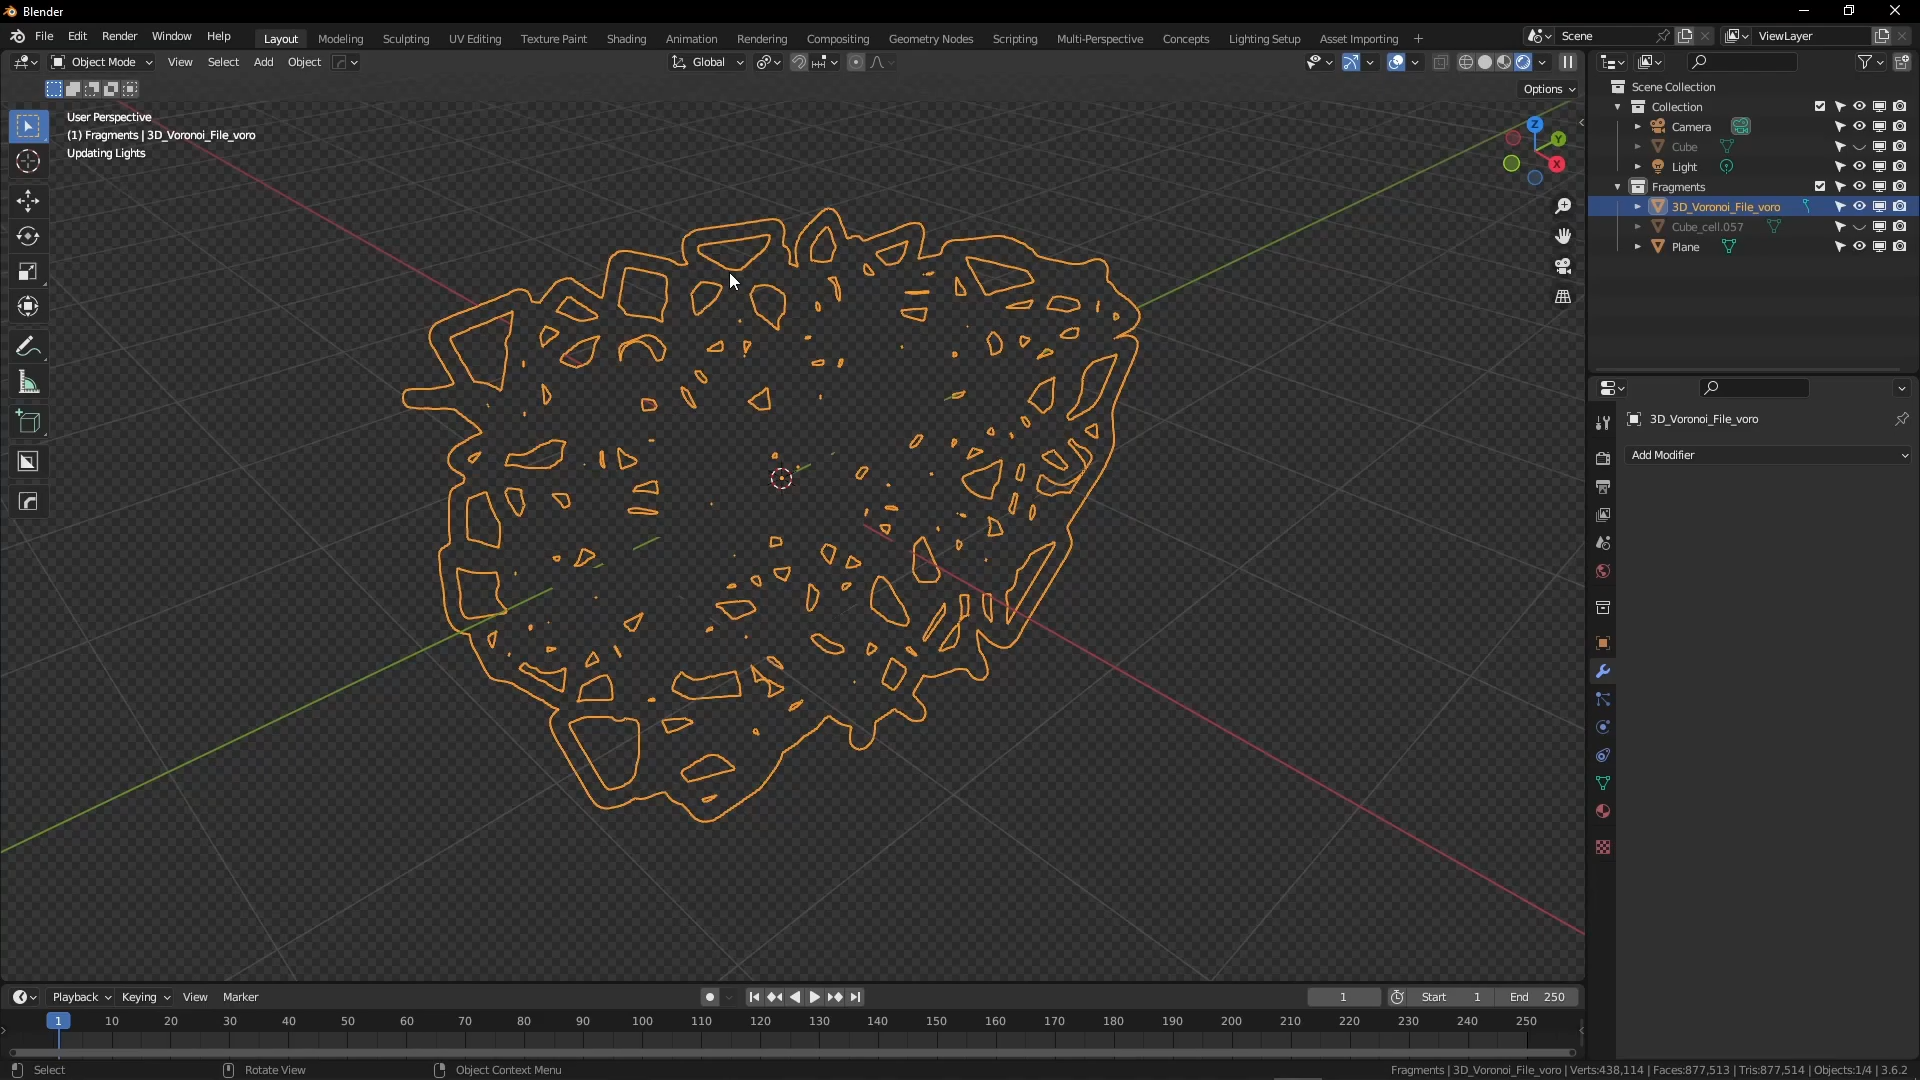 Blender
File Edit Render Window Help Layout Modeling Sculpting UV Editing Texture Paint Shading Animation Rendering Compositing Geometry Nodes Scripting Multi-Perspective Concepts Lighting Setup Asset Importing + Scene ViewLayer
Object Mode View Select Add Object Global
Options
User Perspective
(1) Fragments | 3D_Voronoi_File_voro
Updating Lights
Z
Y
X
Scene Collection
Collection
Camera
Cube
Light
Fragments
3D_Voronoi_File_voro
Cube_cell.057
Plane
3D_Voronoi_File_voro
Add Modifier
Playback Keying View Marker 1 Start 1 End 250
1 10 20 30 40 50 60 70 80 90 100 110 120 130 140 150 160 170 180 190 200 210 220 230 240 250
Select Rotate View Object Context Menu Fragments | 3D_Voronoi_File_voro | Verts:438,114 | Faces:877,513 | Tris:877,514 | Objects:1/4 | 3.6.2